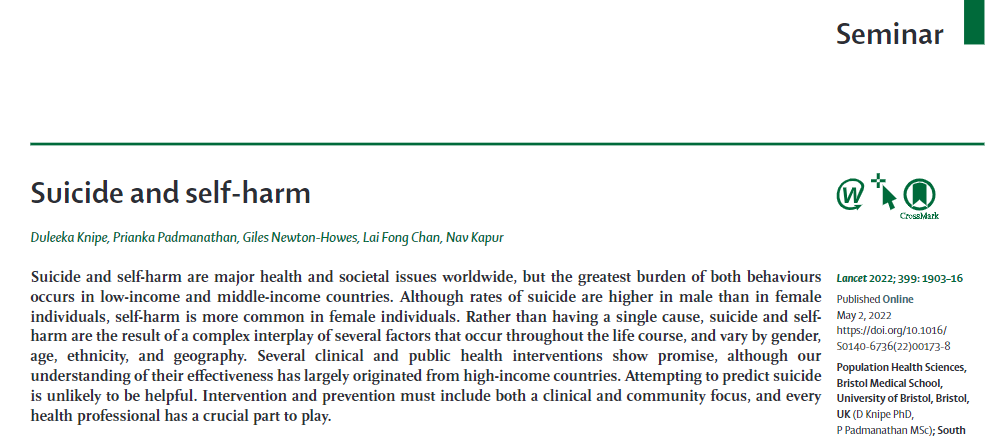 Seminar
Suicide and self-harm
Duleeka Knipe, Prianka Padmanathan, Giles Newton-Howes, Lai Fong Chan, Nav Kapur
Suicide and self-harm are major health and societal issues worldwide, but the greatest burden of both behaviours
occurs in low-income and middle-income countries. Although rates of suicide are higher in male than in female
individuals, self-harm is more common in female individuals. Rather than having a single cause, suicide and self-
harm are the result of a complex interplay of several factors that occur throughout the life course, and vary by gender,
age, ethnicity, and geography. Several clinical and public health interventions show promise, although our
understanding of their effectiveness has largely originated from high-income countries. Attempting to predict suicide
is unlikely to be helpful. Intervention and prevention must include both a clinical and community focus, and every
health professional has a crucial part to play.
W
CrossMark
Lancet 2022; 399: 1903–16
Published Online
May 2, 2022
https://doi.org/10.1016/
S0140-6736(22)00173-8
Population Health Sciences,
Bristol Medical School,
University of Bristol, Bristol,
UK (D Knipe PhD,
P Padmanathan MSc); South